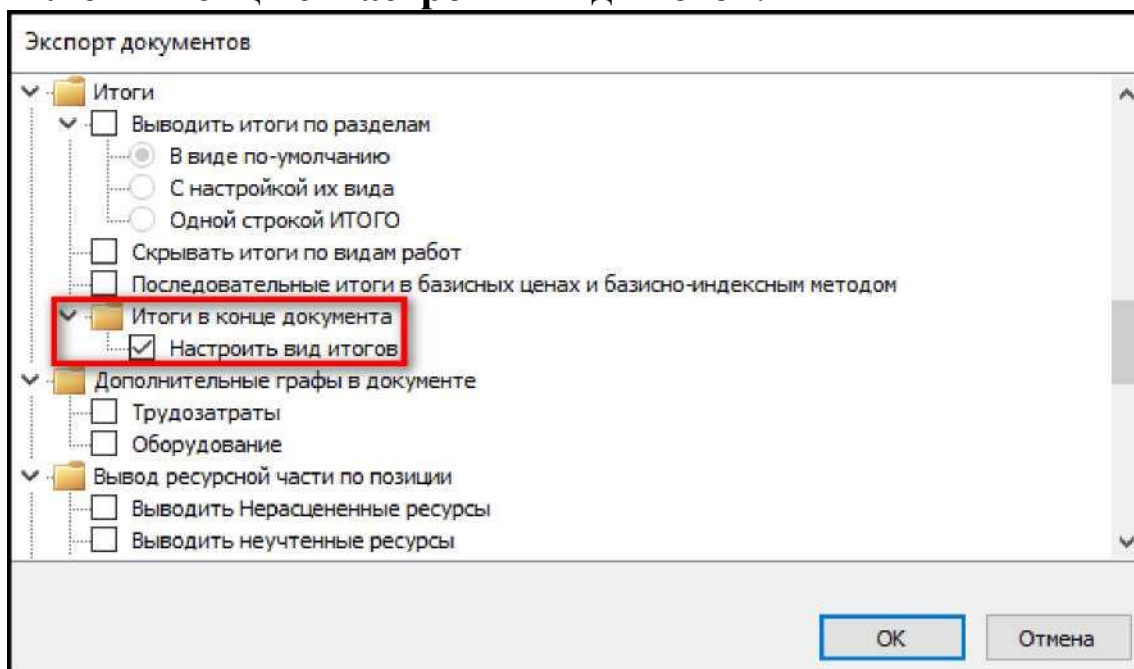 Экспорт документов
Итоги
Выводить итоги по разделам
В виде по-умолчанию
С настройкой их вида
Одной строкой ИТОГО
Скрывать итоги по видам работ
Последовательные итоги в базисных ценах и базисно-индексным методом
Итоги в конце документа
Настроить вид итогов
Дополнительные графы в документе
Трудозатраты
Оборудование
Вывод ресурсной части по позиции
Выводить Нерасцененные ресурсы
Выводить неучтенные ресурсы
ОК Отмена